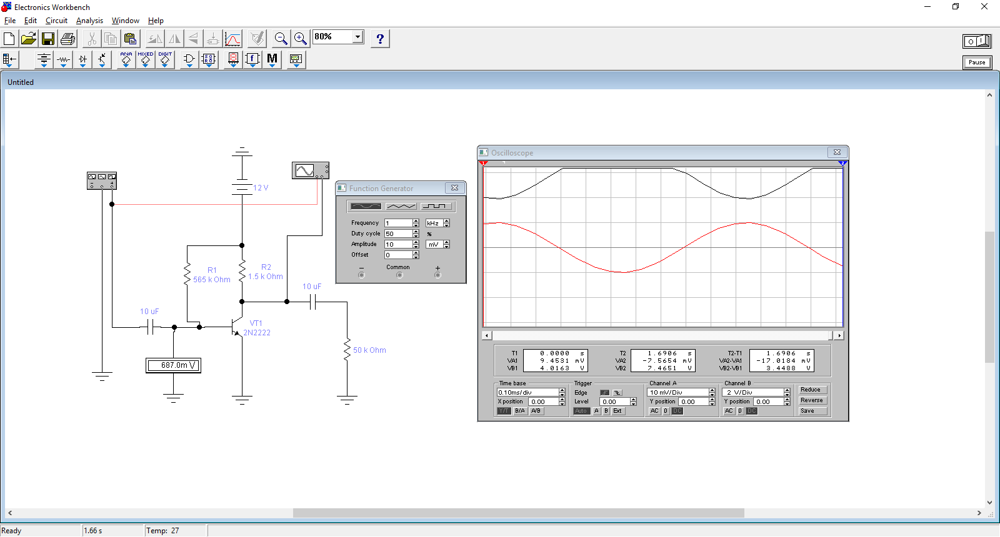 Electronics Workbench
File Edit Circuit Analysis Window Help
80%
?
O I
ANA MIXED DIGIT
f M
Pause
Untitled
12 V
R1
565 k Ohm
R2
1.5 k Ohm
10 uF
10 uF
VT1
2N2222
687.0m V
50 k Ohm
Function Generator
Frequency 1 kHz
Duty cycle 50 %
Amplitude 10 mV
Offset 0
− Common +
Oscilloscope
1 2
T1 0.0000 s T2 1.6906 s T2-T1 1.6906 s
VA1 9.4531 mV VA2 -7.5654 mV VA2-VA1 -17.0184 mV
VB1 4.0163 V VB2 7.4651 V VB2-VB1 3.4488 V
Time base Trigger Channel A Channel B
0.10ms/div Edge 10 mV/Div 2 V/Div Reduce
X position 0.00 Level 0.00 Y position 0.00 Y position 0.00 Reverse
Y/T B/A A/B Auto A B Ext AC 0 DC AC 0 DC Save
Ready 1.66 s Temp: 27